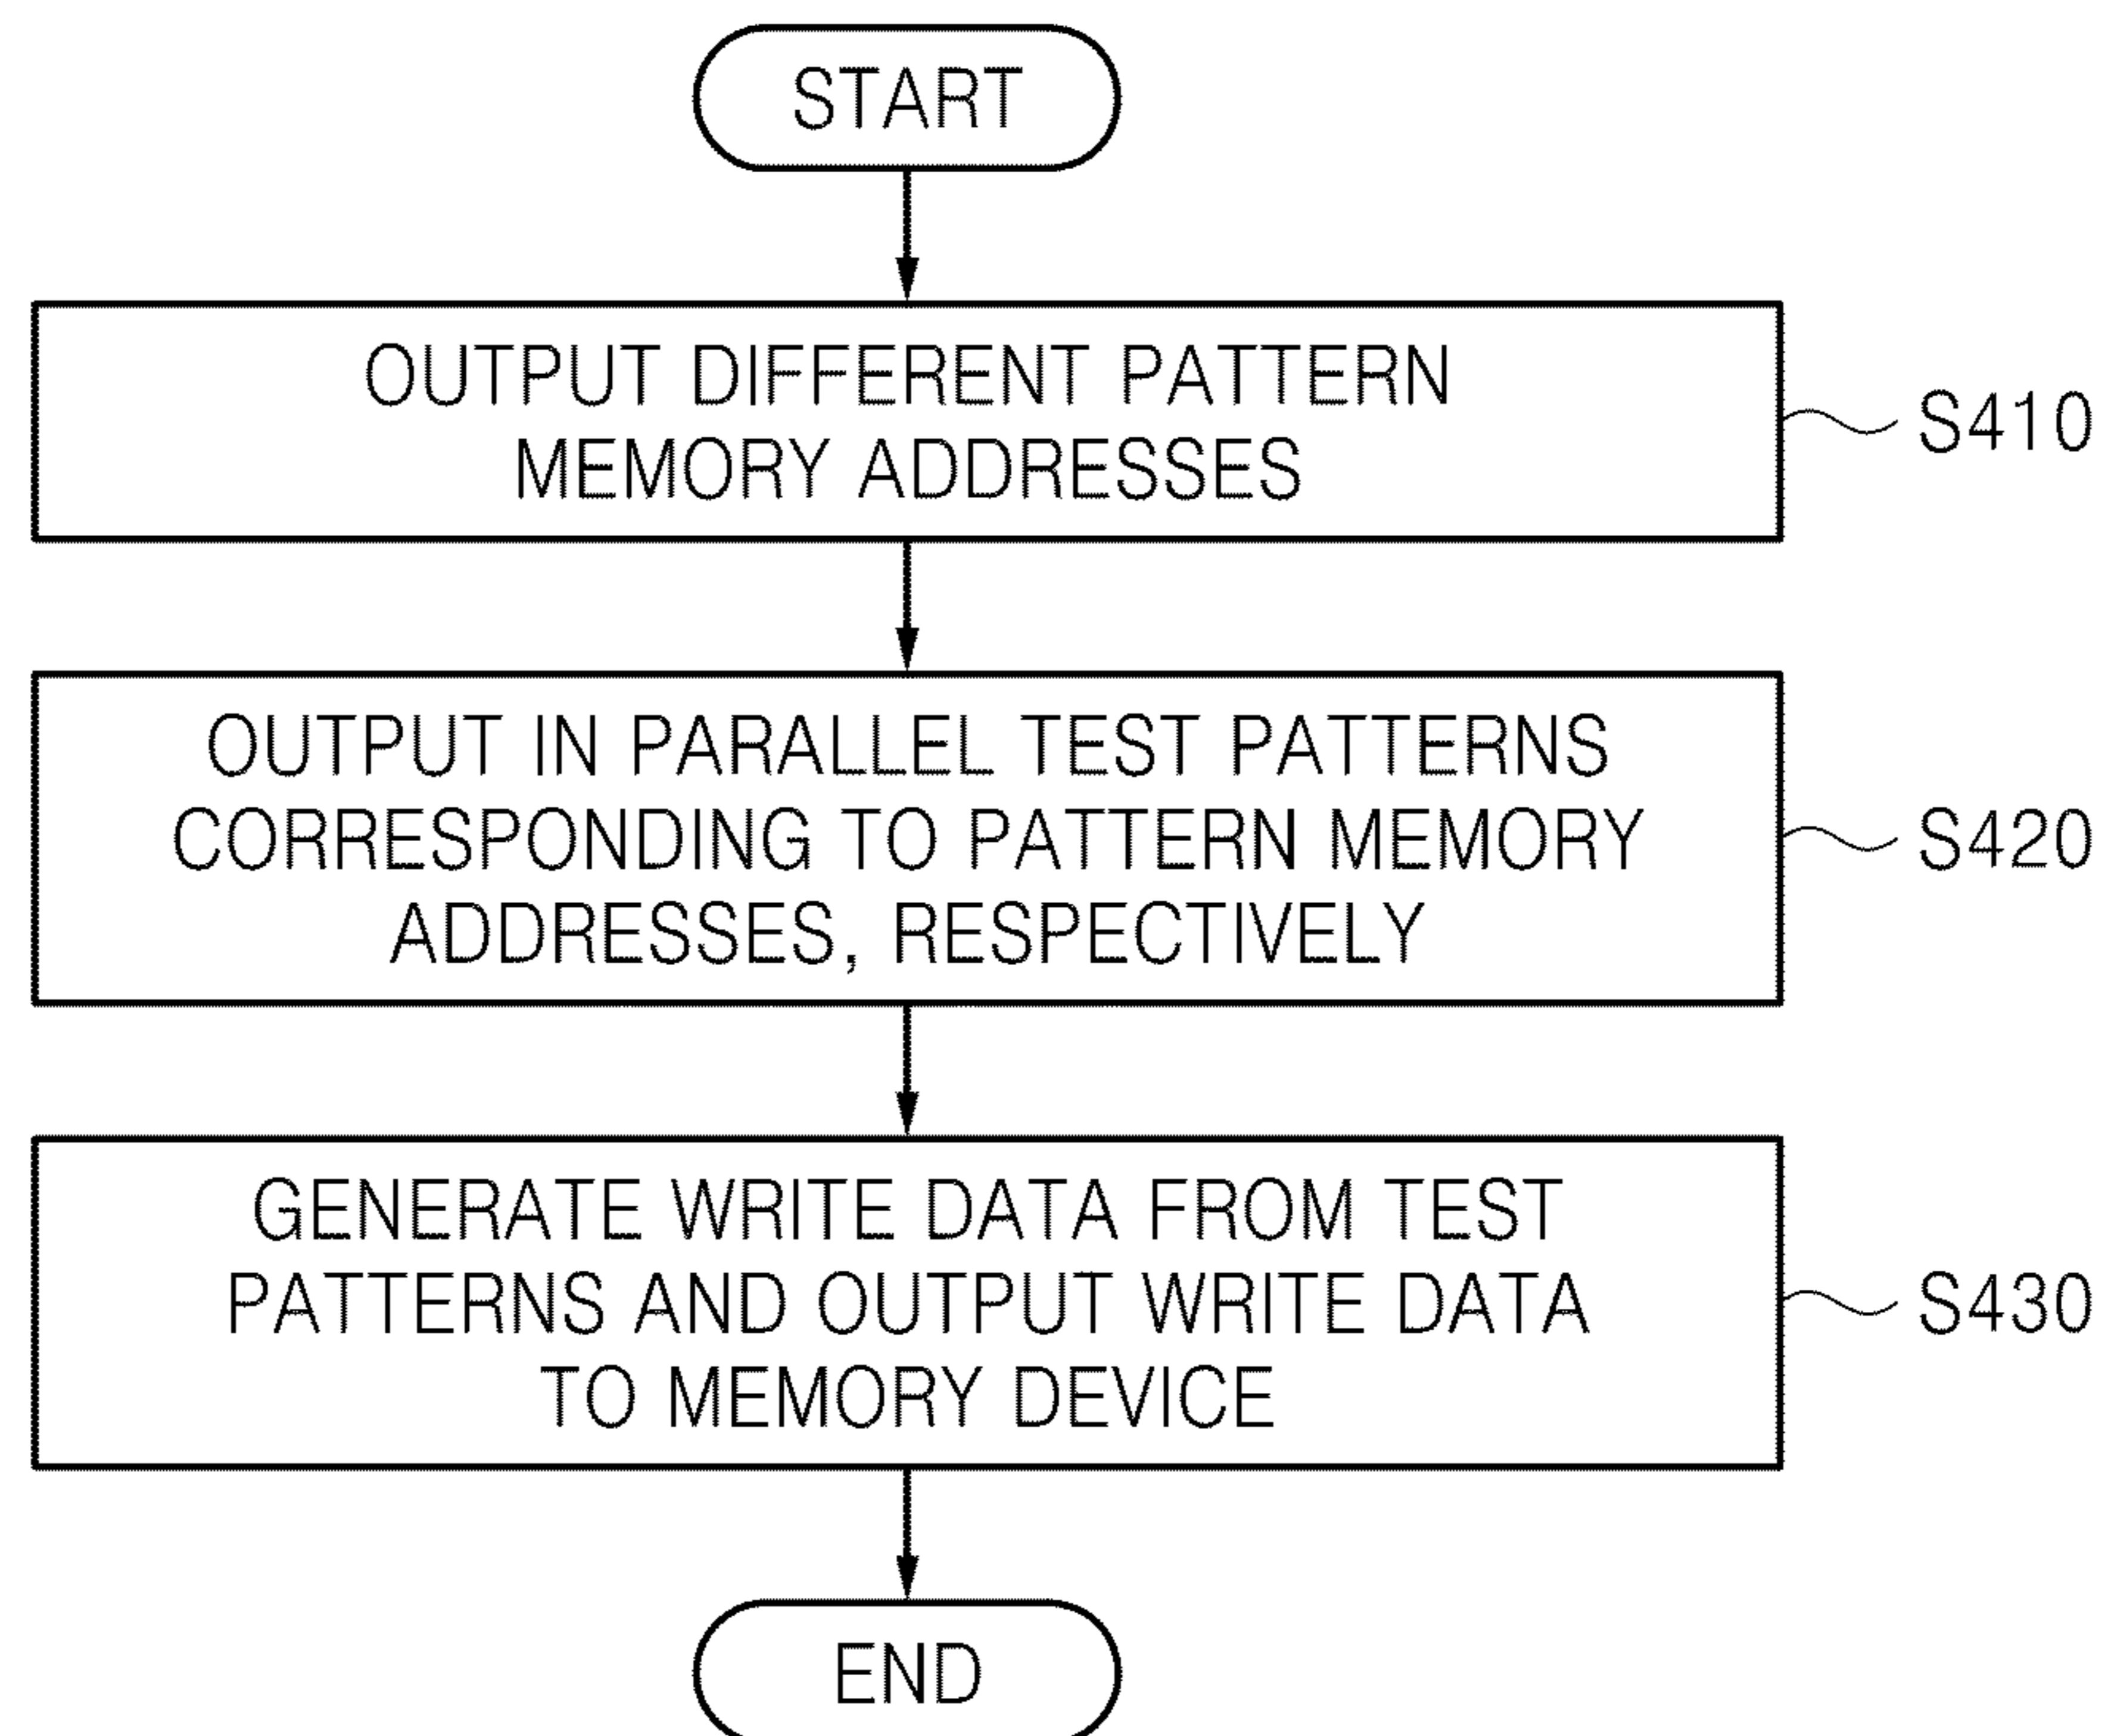 START
OUTPUT DIFFERENT PATTERN
MEMORY ADDRESSES
S410
OUTPUT IN PARALLEL TEST PATTERNS
CORRESPONDING TO PATTERN MEMORY
ADDRESSES, RESPECTIVELY
S420
GENERATE WRITE DATA FROM TEST
PATTERNS AND OUTPUT WRITE DATA
TO MEMORY DEVICE
S430
END